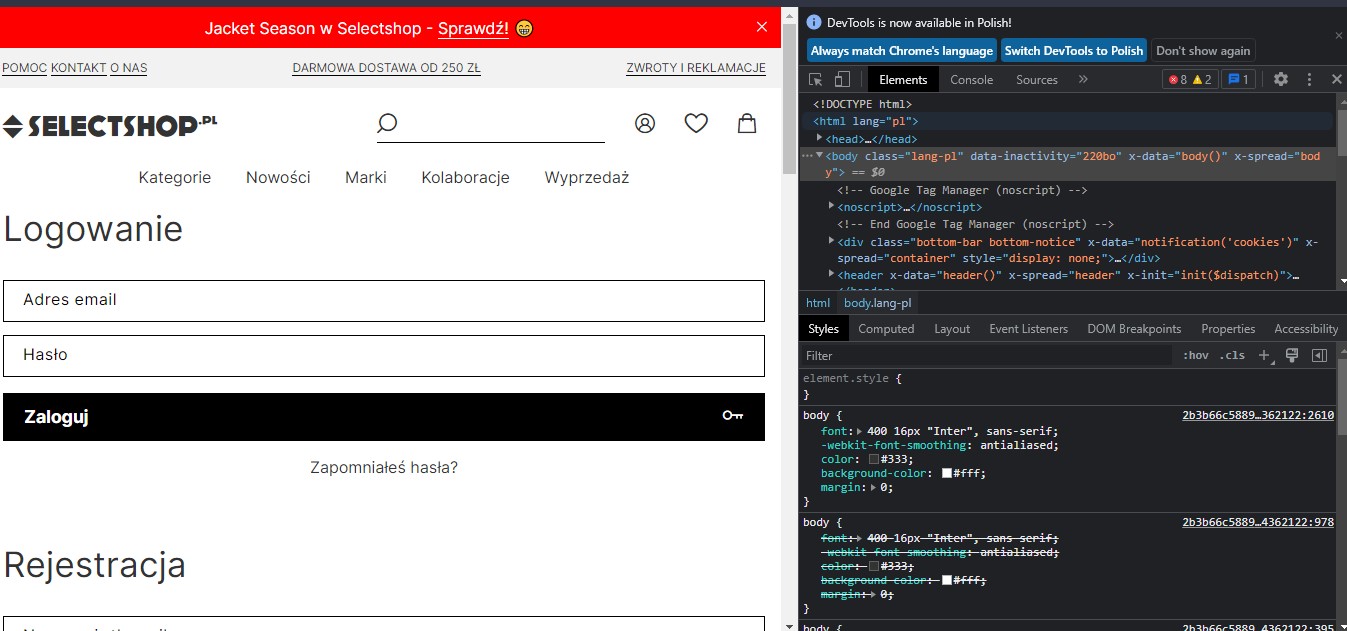 Jacket Season w Selectshop - Sprawdź! 😁
POMOC KONTAKT O NAS
DARMOWA DOSTAWA OD 250 ZŁ
ZWROTY I REKLAMACJE
SELECTSHOP.PL
Kategorie Nowości Marki Kolaboracje Wyprzedaż
Logowanie
Adres email
Hasło
Zaloguj
Zapomniałeś hasła?
Rejestracja
DevTools is now available in Polish!
Always match Chrome's language Switch DevTools to Polish Don't show again
Elements Console Sources » 8 2 1
<!DOCTYPE html>
<html lang="pl">
<head>…</head>
<body class="lang-pl" data-inactivity="220bo" x-data="body()" x-spread="bod
y"> == $0
<!-- Google Tag Manager (noscript) -->
<noscript>…</noscript>
<!-- End Google Tag Manager (noscript) -->
<div class="bottom-bar bottom-notice" x-data="notification('cookies')" x-
spread="container" style="display: none;">…</div>
<header x-data="header()" x-spread="header" x-init="init($dispatch)">…
</header>
html body.lang-pl
Styles Computed Layout Event Listeners DOM Breakpoints Properties Accessibility
Filter :hov .cls +
element.style {
}
body { 2b3b66c5889…362122:2610
font: 400 16px "Inter", sans-serif;
-webkit-font-smoothing: antialiased;
color: #333;
background-color: #fff;
margin: 0;
}
body { 2b3b66c5889…4362122:978
font: 400 16px "Inter", sans-serif;
-webkit-font-smoothing: antialiased;
color: #333;
background-color: #fff;
margin: 0;
}
body { 2b3b66c5889…4362122:395